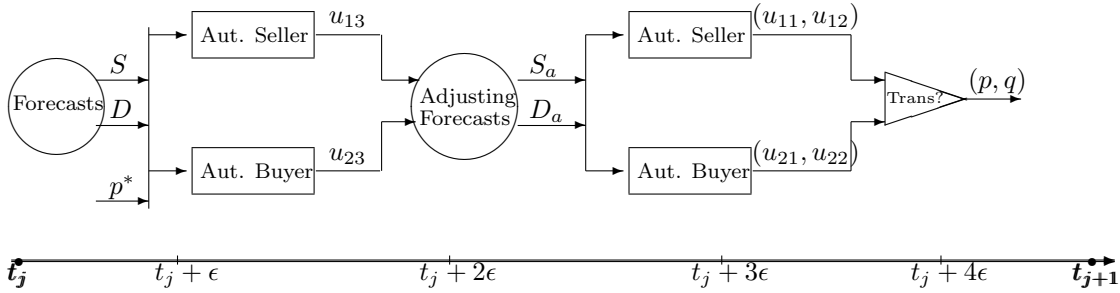 Forecasts
S
D
p*
Aut. Seller
u₁₃
Aut. Buyer
u₂₃
Adjusting
Forecasts
Sₐ
Dₐ
Aut. Seller
(u₁₁, u₁₂)
Aut. Buyer
(u₂₁, u₂₂)
Trans?
(p, q)
tⱼ
tⱼ + ϵ
tⱼ + 2ϵ
tⱼ + 3ϵ
tⱼ + 4ϵ
tⱼ₊₁